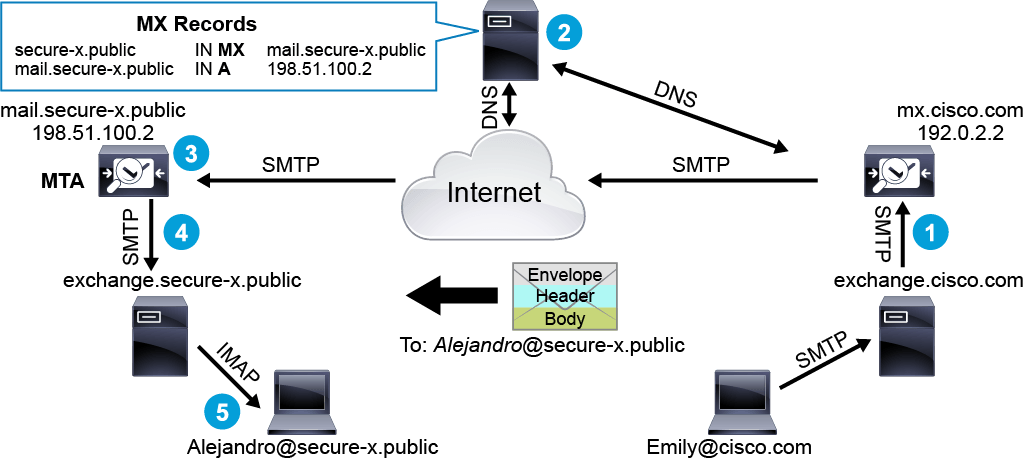 MX Records
secure-x.public IN MX mail.secure-x.public
mail.secure-x.public IN A 198.51.100.2
2
DNS
DNS
mail.secure-x.public
198.51.100.2
mx.cisco.com
192.0.2.2
3
MTA
SMTP
Internet
SMTP
SMTP
4
SMTP
1
exchange.secure-x.public
exchange.cisco.com
Envelope
Header
Body
To: Alejandro@secure-x.public
IMAP
5
SMTP
Alejandro@secure-x.public
Emily@cisco.com